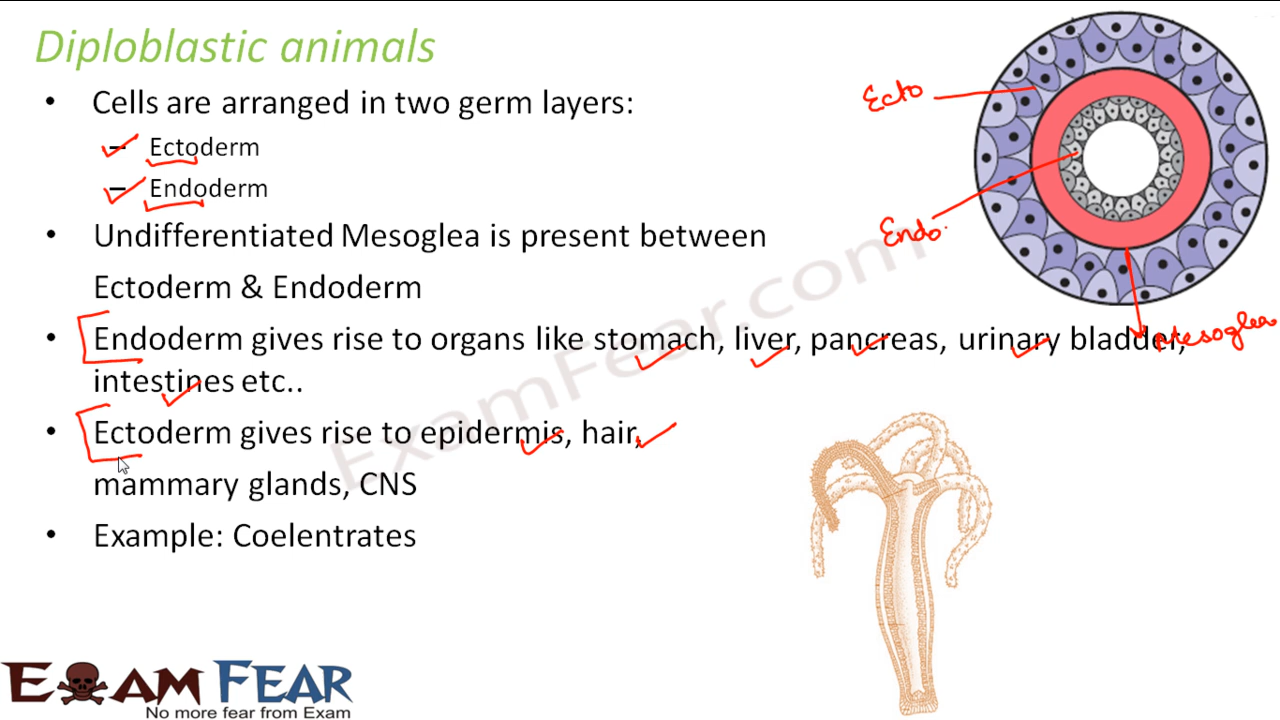 Diploblastic animals
• Cells are arranged in two germ layers:
– Ectoderm
– Endoderm
• Undifferentiated Mesoglea is present between
Ectoderm & Endoderm
• Endoderm gives rise to organs like stomach, liver, pancreas, urinary bladder,
intestines etc..
• Ectoderm gives rise to epidermis, hair,
mammary glands, CNS
• Example: Coelentrates
Ecto
Endo.
Mesoglea
ExamFear.com
EXAM FEAR
No more fear from Exam